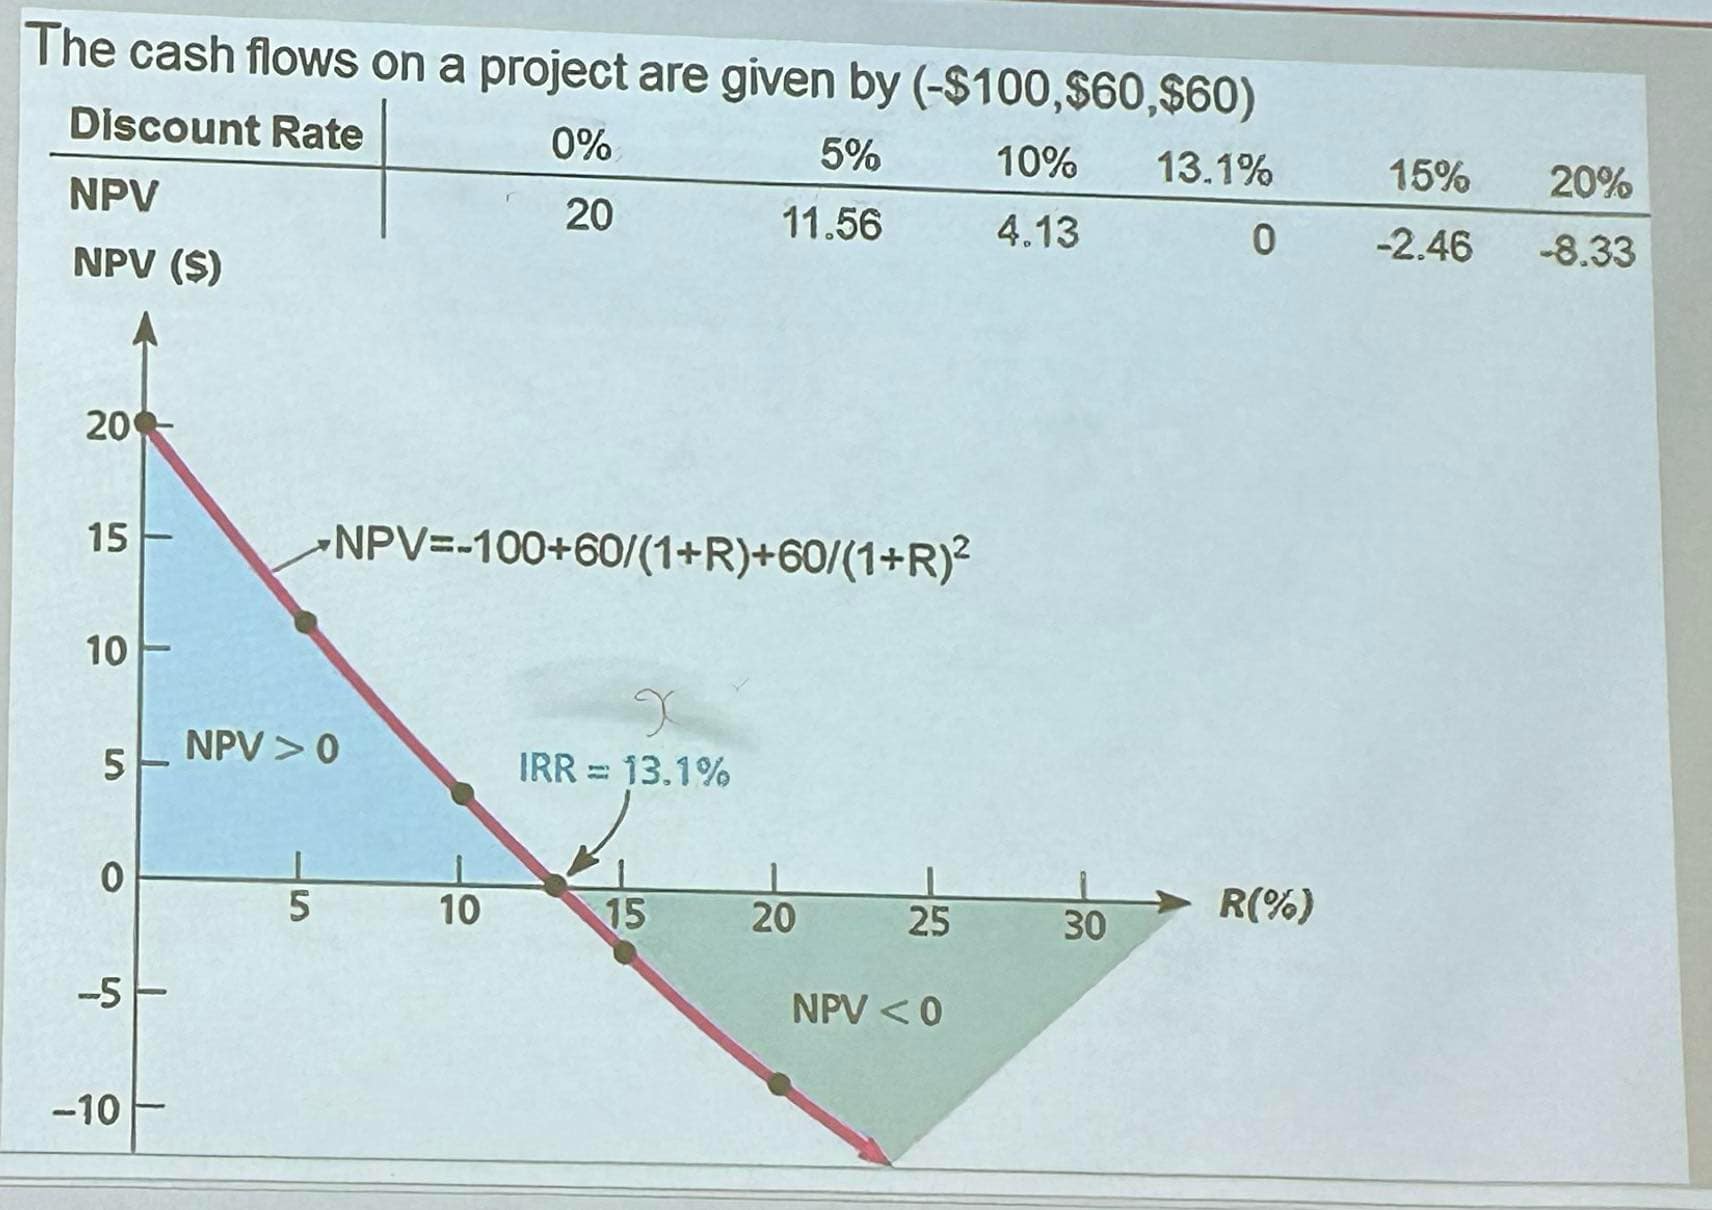 The cash flows on a project are given by (-$100,$60,$60)
Discount Rate 0% 5% 10% 13.1% 15% 20%
NPV 20 11.56 4.13 0 -2.46 -8.33
NPV ($)
20
15
NPV=-100+60/(1+R)+60/(1+R)²
10
5
NPV > 0
IRR = 13.1%
0
5 10 15 20 25 30 R(%)
–5
NPV < 0
–10